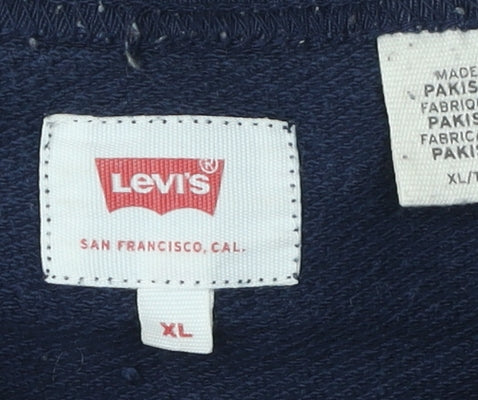 LEVI'S®
SAN FRANCISCO, CAL.
XL
MADE
PAKIS
FABRIQU
PAKIS
FABRICA
PAKIS
XL/T